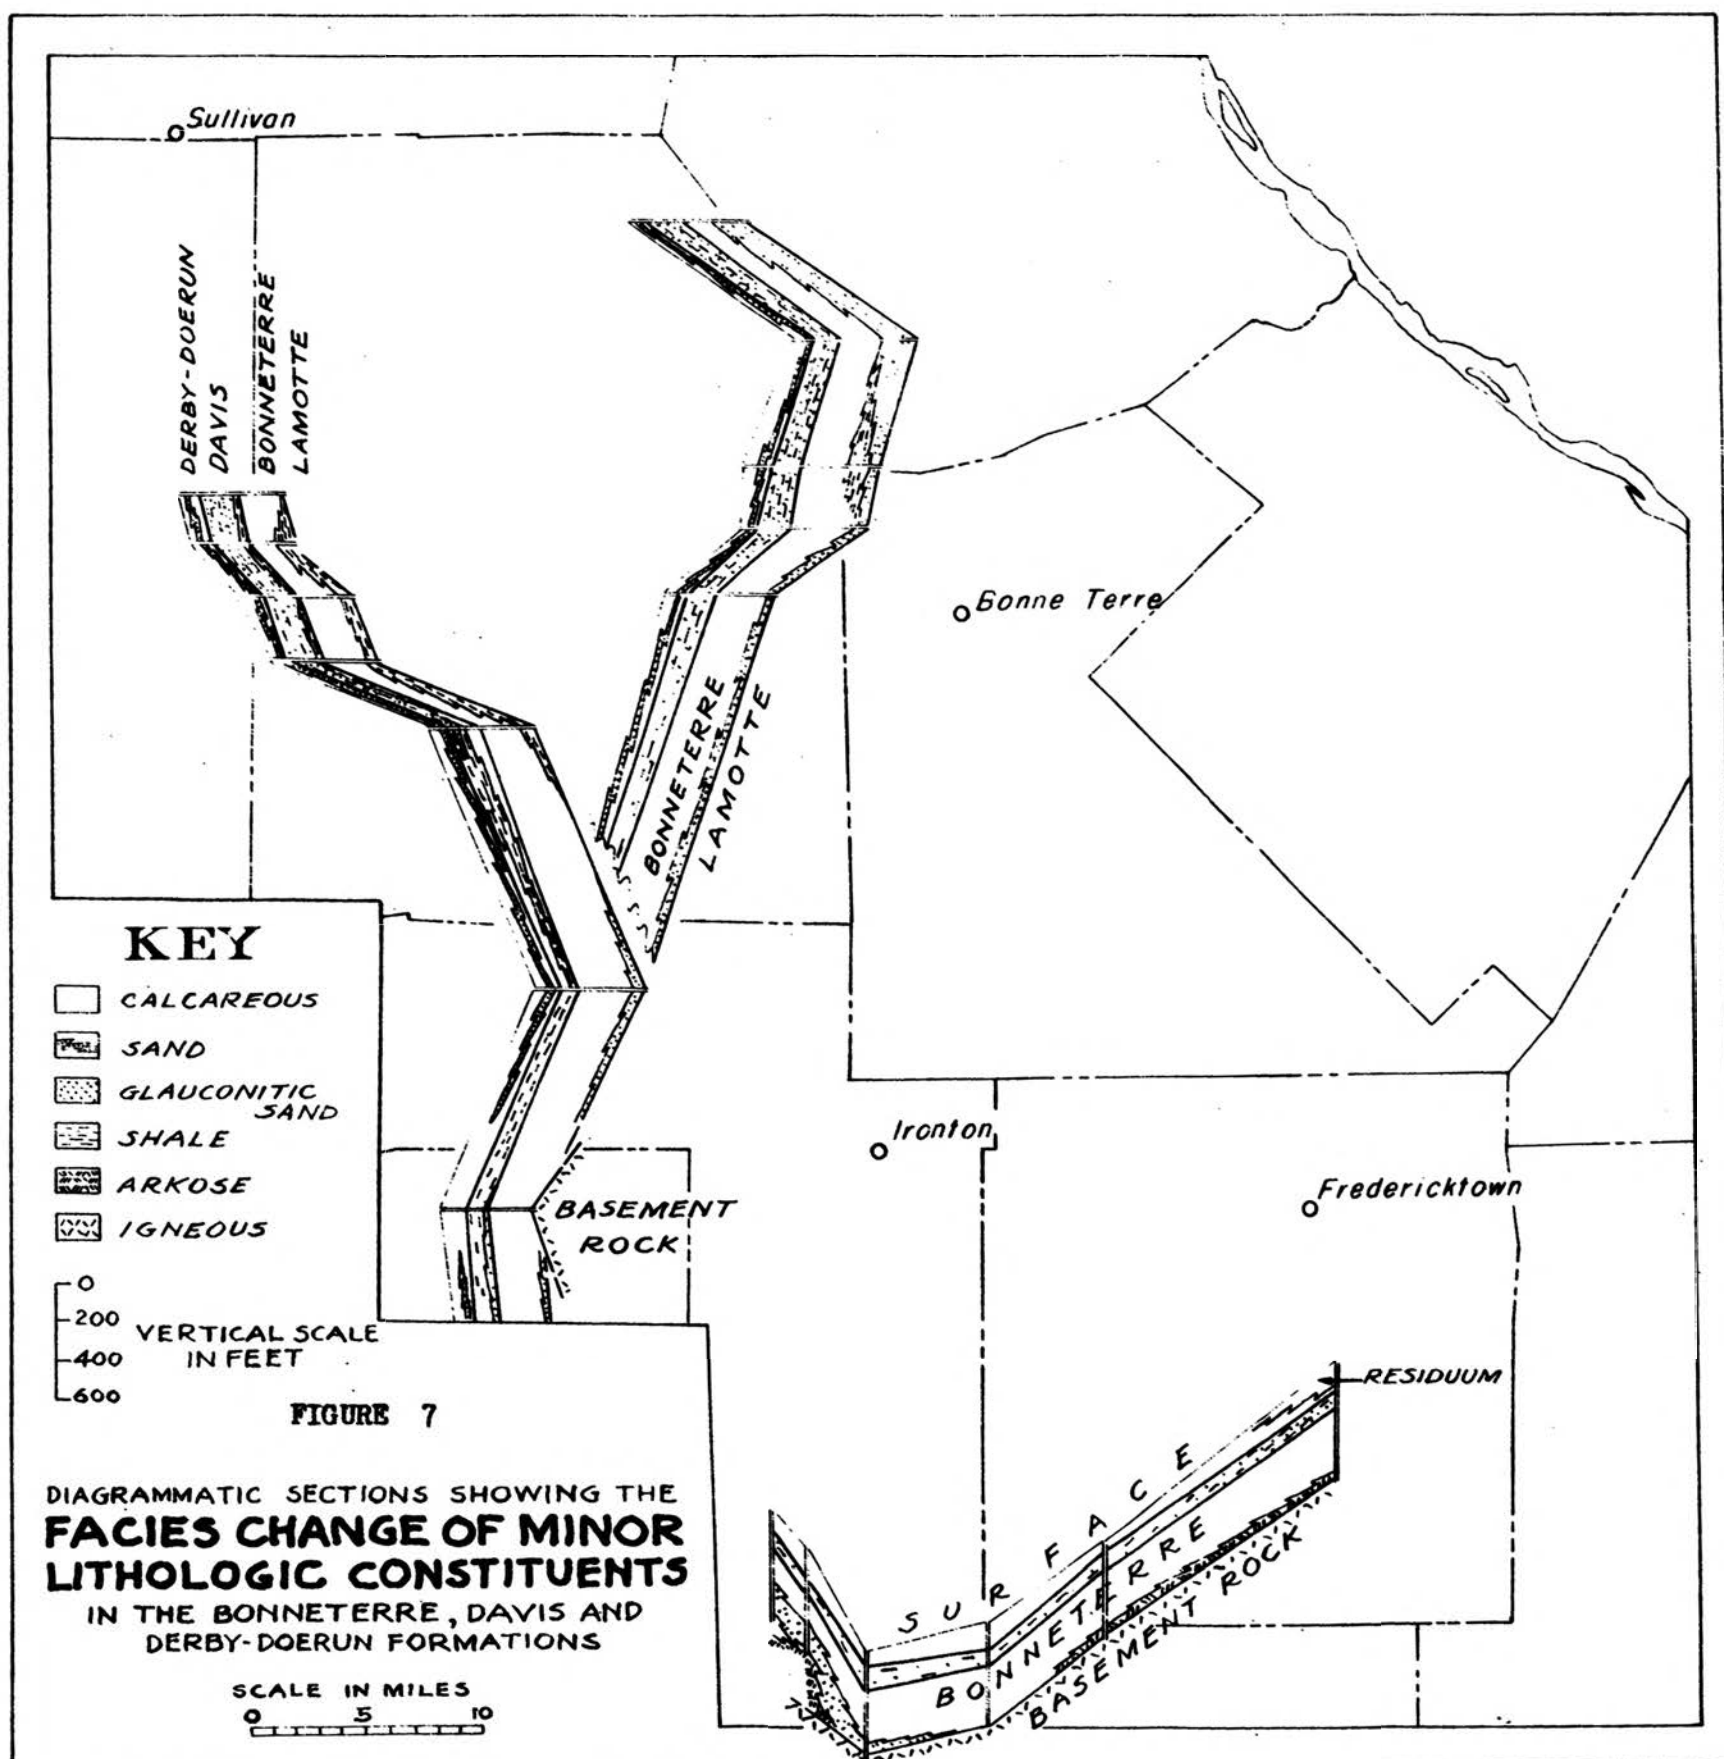 Sullivan
DERBY-DOERUN
DAVIS
BONNETERRE
LAMOTTE
Bonne Terre
BONNETERRE
LAMOTTE
KEY
CALCAREOUS
SAND
GLAUCONITIC
SAND
SHALE
ARKOSE
IGNEOUS
Ironton
Fredericktown
BASEMENT
ROCK
0
200
400
600
VERTICAL SCALE
IN FEET
FIGURE 7
RESIDUUM
SURFACE
BONNETERRE
BASEMENT ROCK
DIAGRAMMATIC SECTIONS SHOWING THE
FACIES CHANGE OF MINOR
LITHOLOGIC CONSTITUENTS
IN THE BONNETERRE, DAVIS AND
DERBY-DOERUN FORMATIONS
SCALE IN MILES
0 5 10